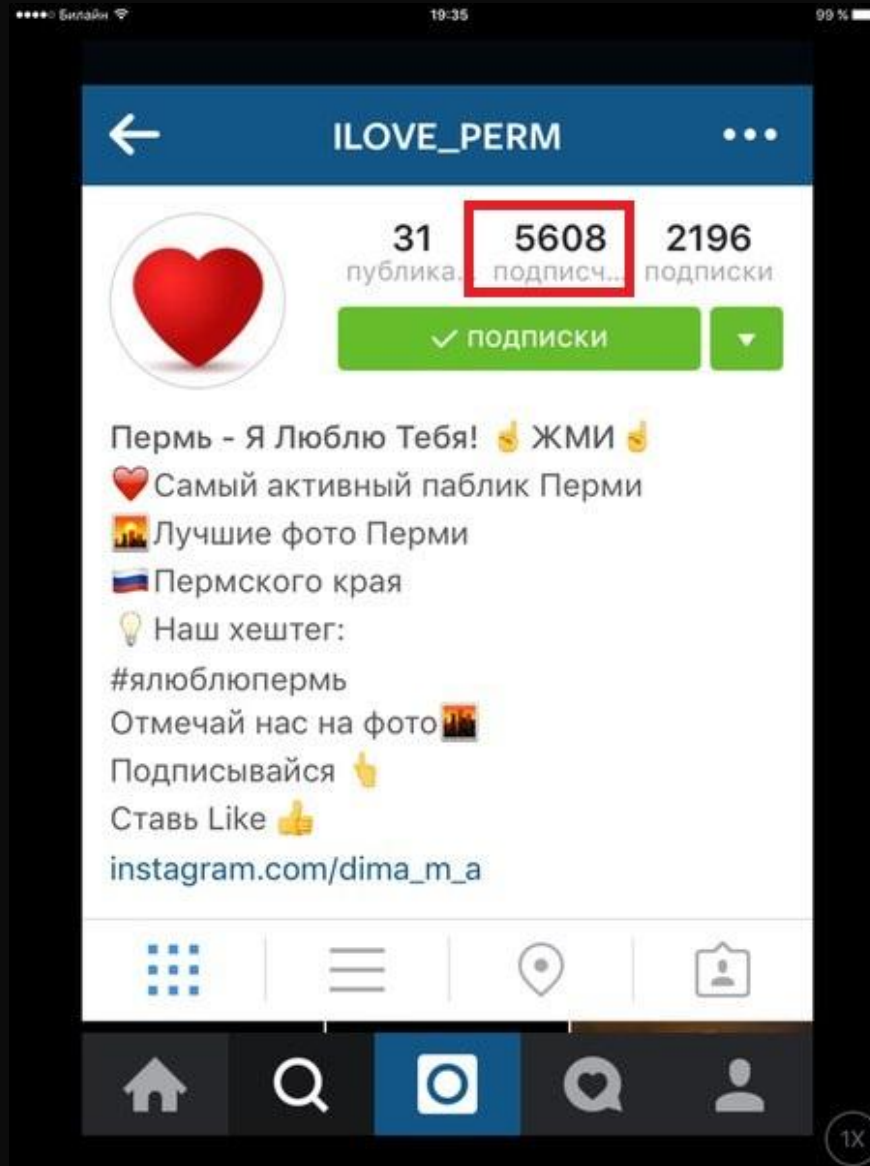 Билайн 19:35 99 %
ILOVE_PERM
31 5608 2196
публика... подписч... подписки
подписки
Пермь - Я Люблю Тебя! ЖМИ
Самый активный паблик Перми
Лучшие фото Перми
Пермского края
Наш хештег:
#ялюблюпермь
Отмечай нас на фото
Подписывайся
Ставь Like
instagram.com/dima_m_a
1X